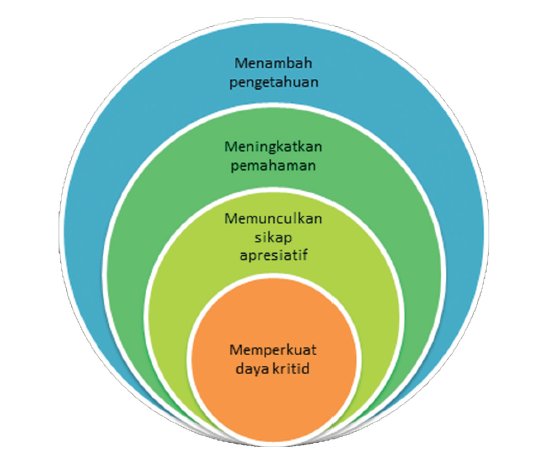 Menambah
pengetahuan
Meningkatkan
pemahaman
Memunculkan
sikap
apresiatif
Memperkuat
daya kritid